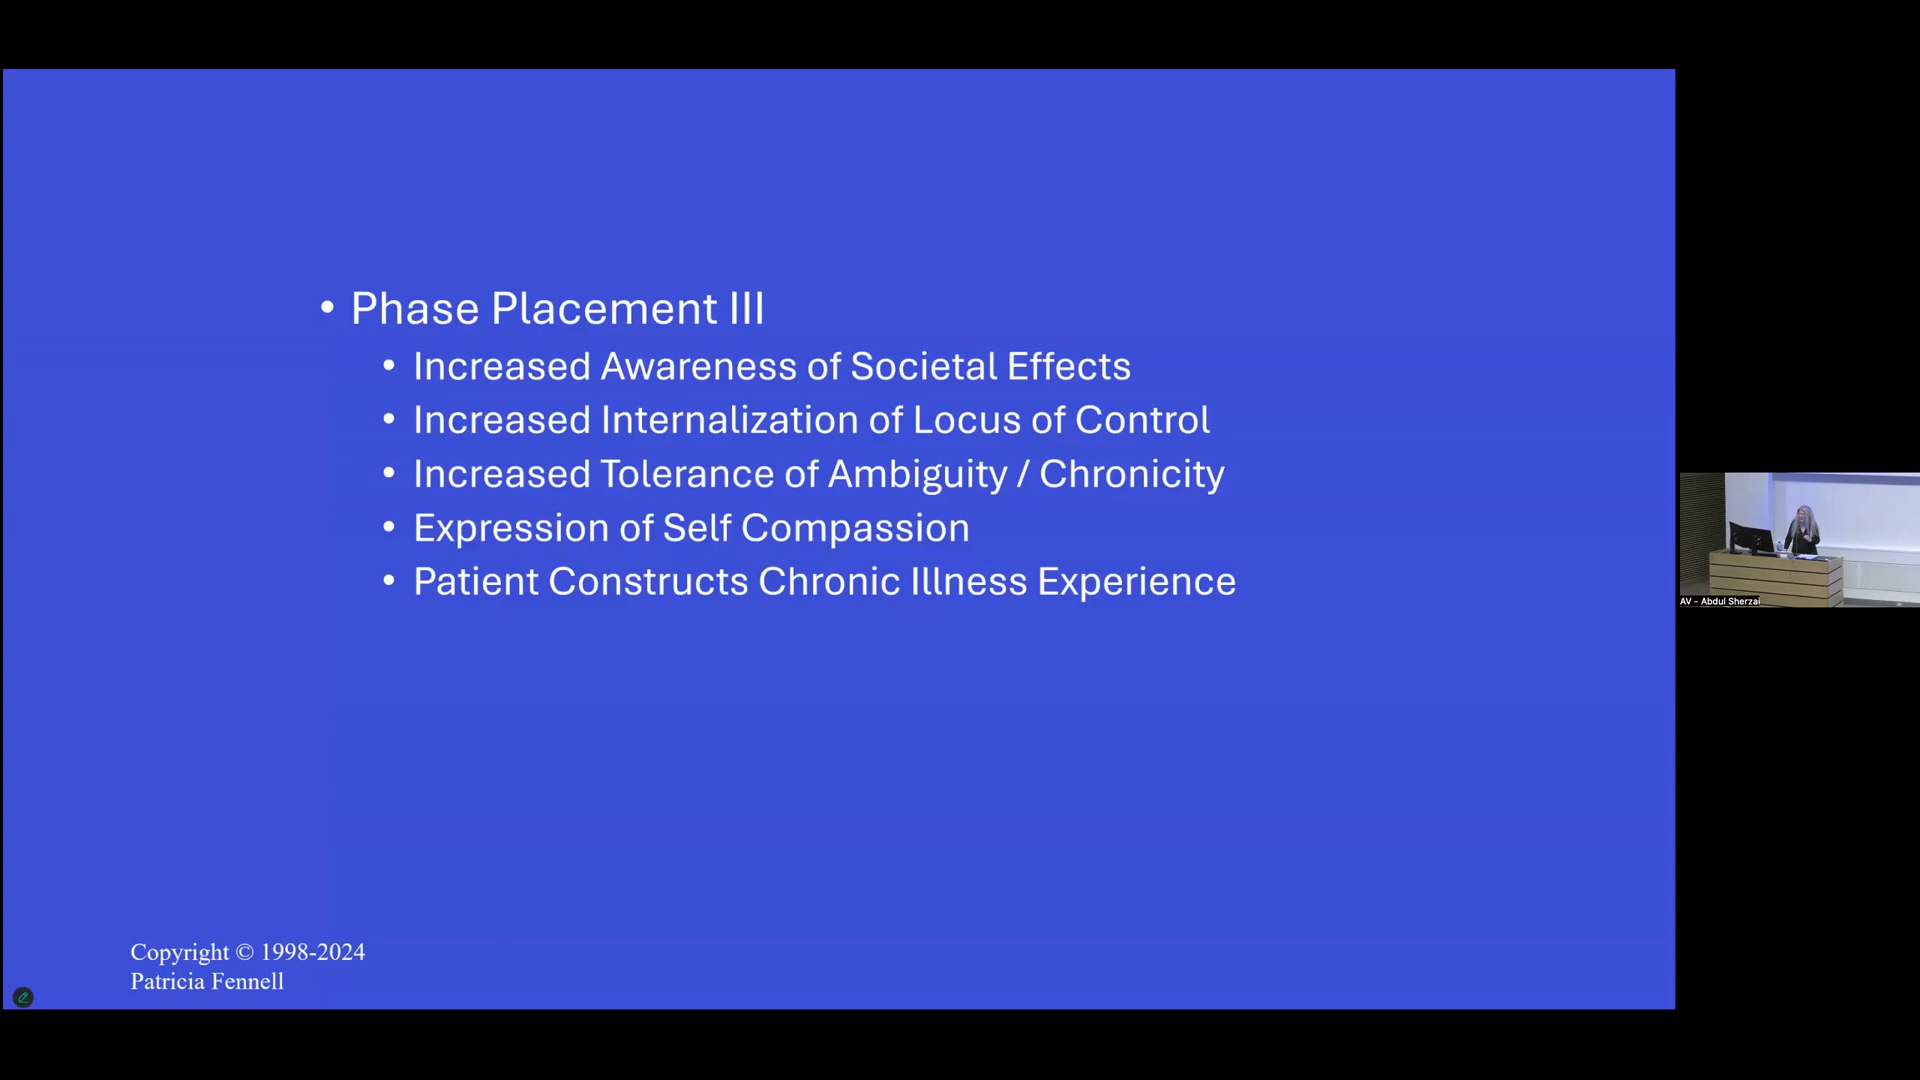 • Phase Placement III
• Increased Awareness of Societal Effects
• Increased Internalization of Locus of Control
• Increased Tolerance of Ambiguity / Chronicity
• Expression of Self Compassion
• Patient Constructs Chronic Illness Experience
AV - Abdul Sherzai
Copyright © 1998-2024
Patricia Fennell